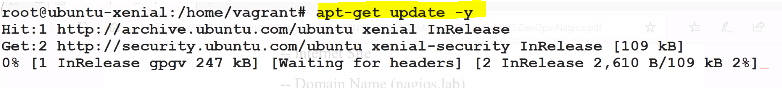 root@ubuntu-xenial:/home/vagrant# apt-get update -y
Hit:1 http://archive.ubuntu.com/ubuntu xenial InRelease
Get:2 http://security.ubuntu.com/ubuntu xenial-security InRelease [109 kB]
0% [1 InRelease gpgv 247 kB] [Waiting for headers] [2 InRelease 2,610 B/109 kB 2%]_
-- Domain Name (nagios.lab)